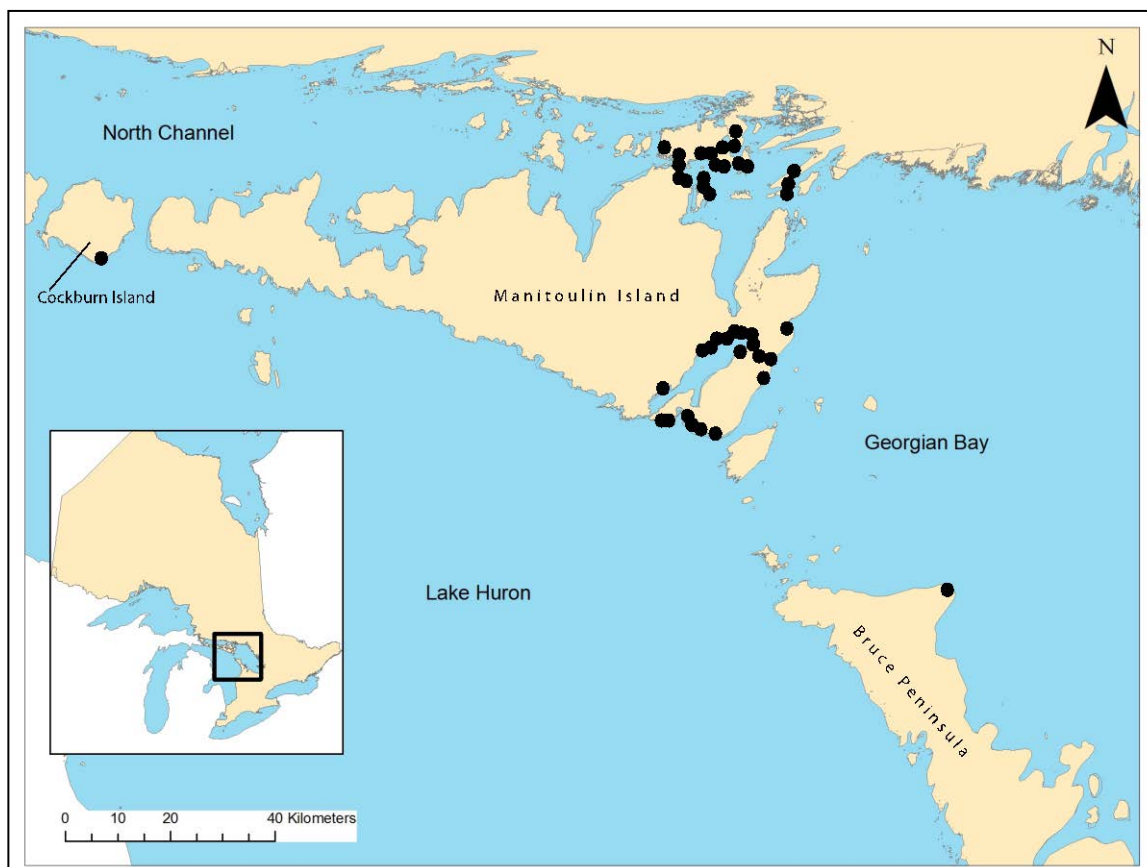 N
North Channel
Cockburn Island
Manitoulin Island
Georgian Bay
Lake Huron
Bruce Peninsula
0 10 20 40 Kilometers